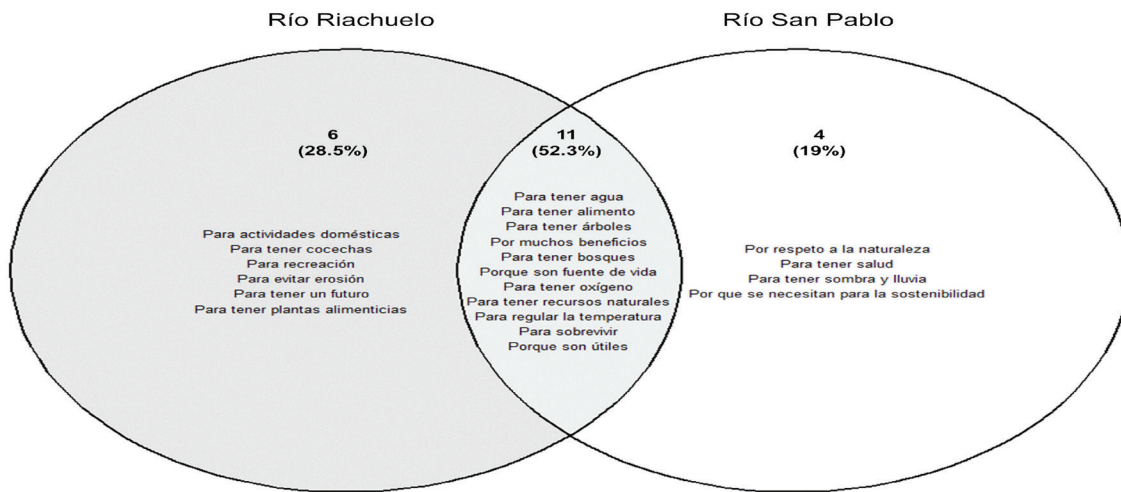 Río Riachuelo
Río San Pablo
6
(28.5%)
11
(52.3%)
4
(19%)
Para actividades domésticas
Para tener cocechas
Para recreación
Para evitar erosión
Para tener un futuro
Para tener plantas alimenticias
Para tener agua
Para tener alimento
Para tener árboles
Por muchos beneficios
Para tener bosques
Porque son fuente de vida
Para tener oxígeno
Para tener recursos naturales
Para regular la temperatura
Para sobrevivir
Porque son útiles
Por respeto a la naturaleza
Para tener salud
Para tener sombra y lluvia
Por que se necesitan para la sostenibilidad